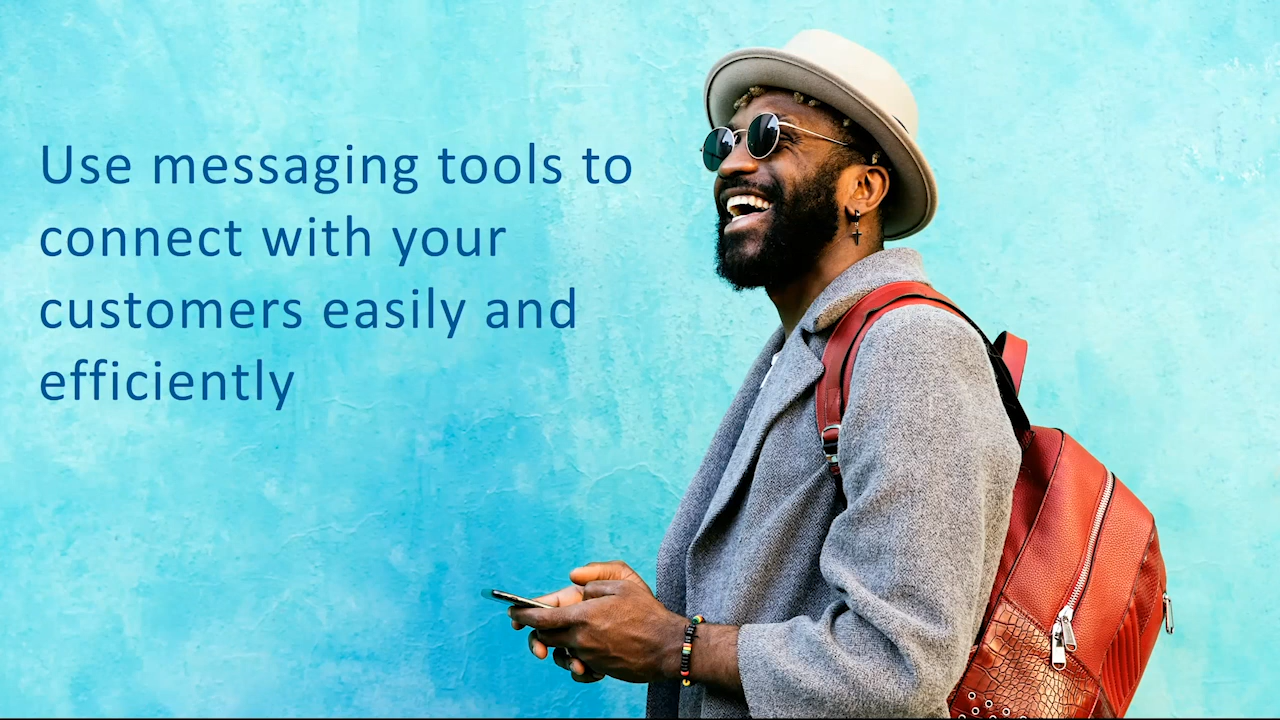 Use messaging tools to
connect with your
customers easily and
efficiently